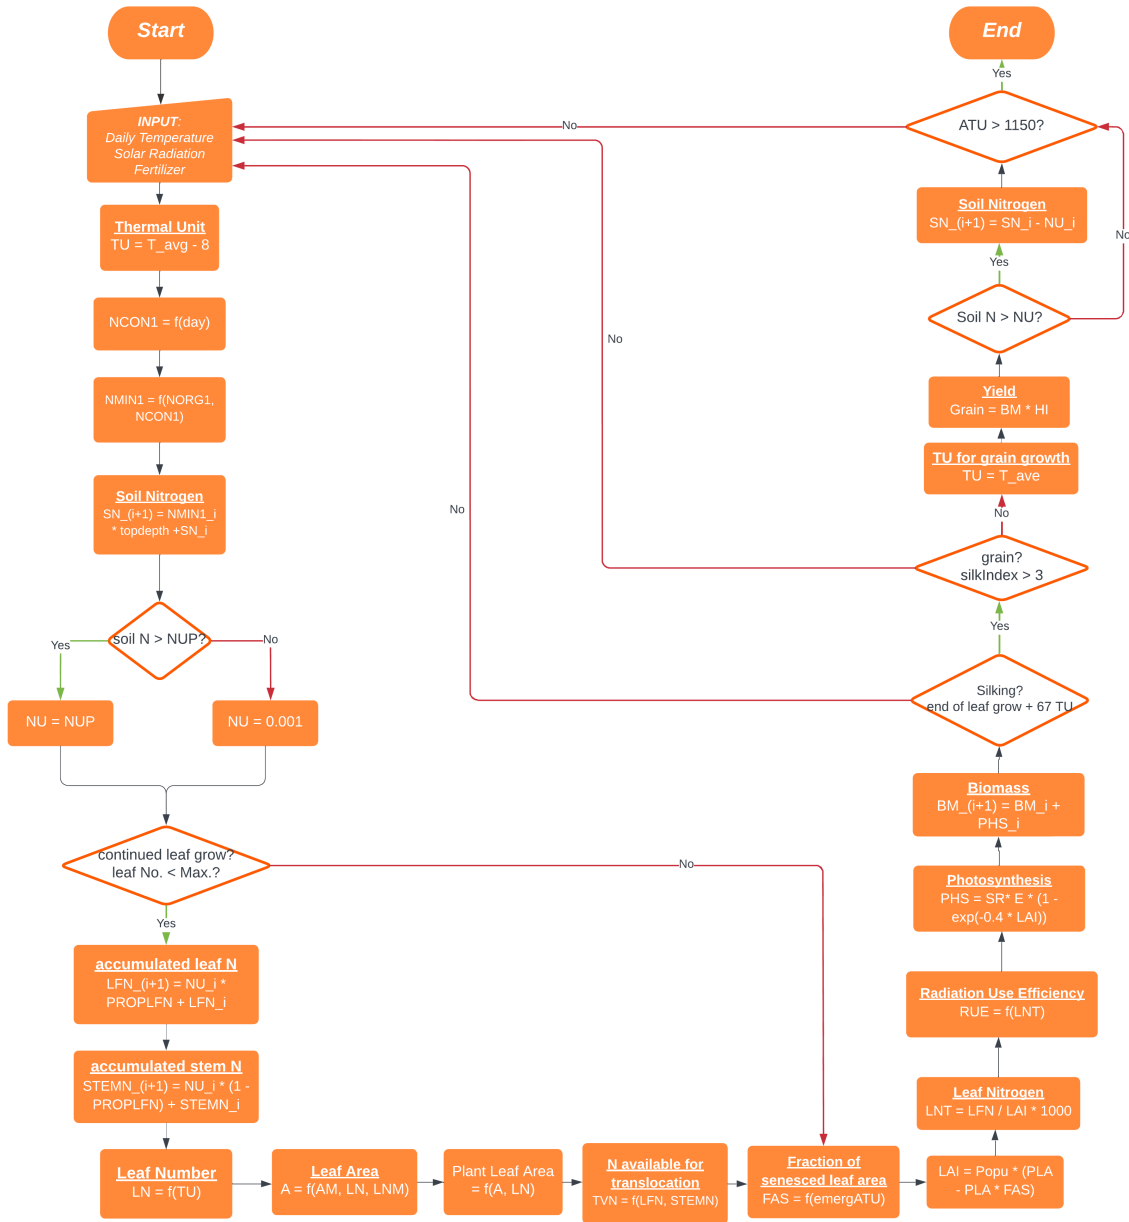 Start
INPUT:
Daily Temperature
Solar Radiation
Fertilizer
Thermal Unit
TU = T_avg - 8
NCON1 = f(day)
NMIN1 = f(NORG1,
NCON1)
Soil Nitrogen
SN_(i+1) = NMIN1_i
* topdepth +SN_i
soil N > NUP?
Yes
No
NU = NUP
NU = 0.001
continued leaf grow?
leaf No. < Max.?
No
Yes
accumulated leaf N
LFN_(i+1) = NU_i *
PROPLFN + LFN_i
accumulated stem N
STEMN_(i+1) = NU_i * (1 -
PROPLFN) + STEMN_i
Leaf Number
LN = f(TU)
Leaf Area
A = f(AM, LN, LNM)
Plant Leaf Area
= f(A, LN)
N available for
translocation
TVN = f(LFN, STEMN)
Fraction of
senesced leaf area
FAS = f(emergATU)
LAI = Popu * (PLA
- PLA * FAS)
Leaf Nitrogen
LNT = LFN / LAI * 1000
Radiation Use Efficiency
RUE = f(LNT)
Photosynthesis
PHS = SR* E * (1 -
exp(-0.4 * LAI))
Biomass
BM_(i+1) = BM_i +
PHS_i
Silking?
end of leaf grow + 67 TU
No
Yes
grain?
silkIndex > 3
No
No
TU for grain growth
TU = T_ave
Yield
Grain = BM * HI
Soil N > NU?
No
Yes
Soil Nitrogen
SN_(i+1) = SN_i - NU_i
ATU > 1150?
No
Yes
End